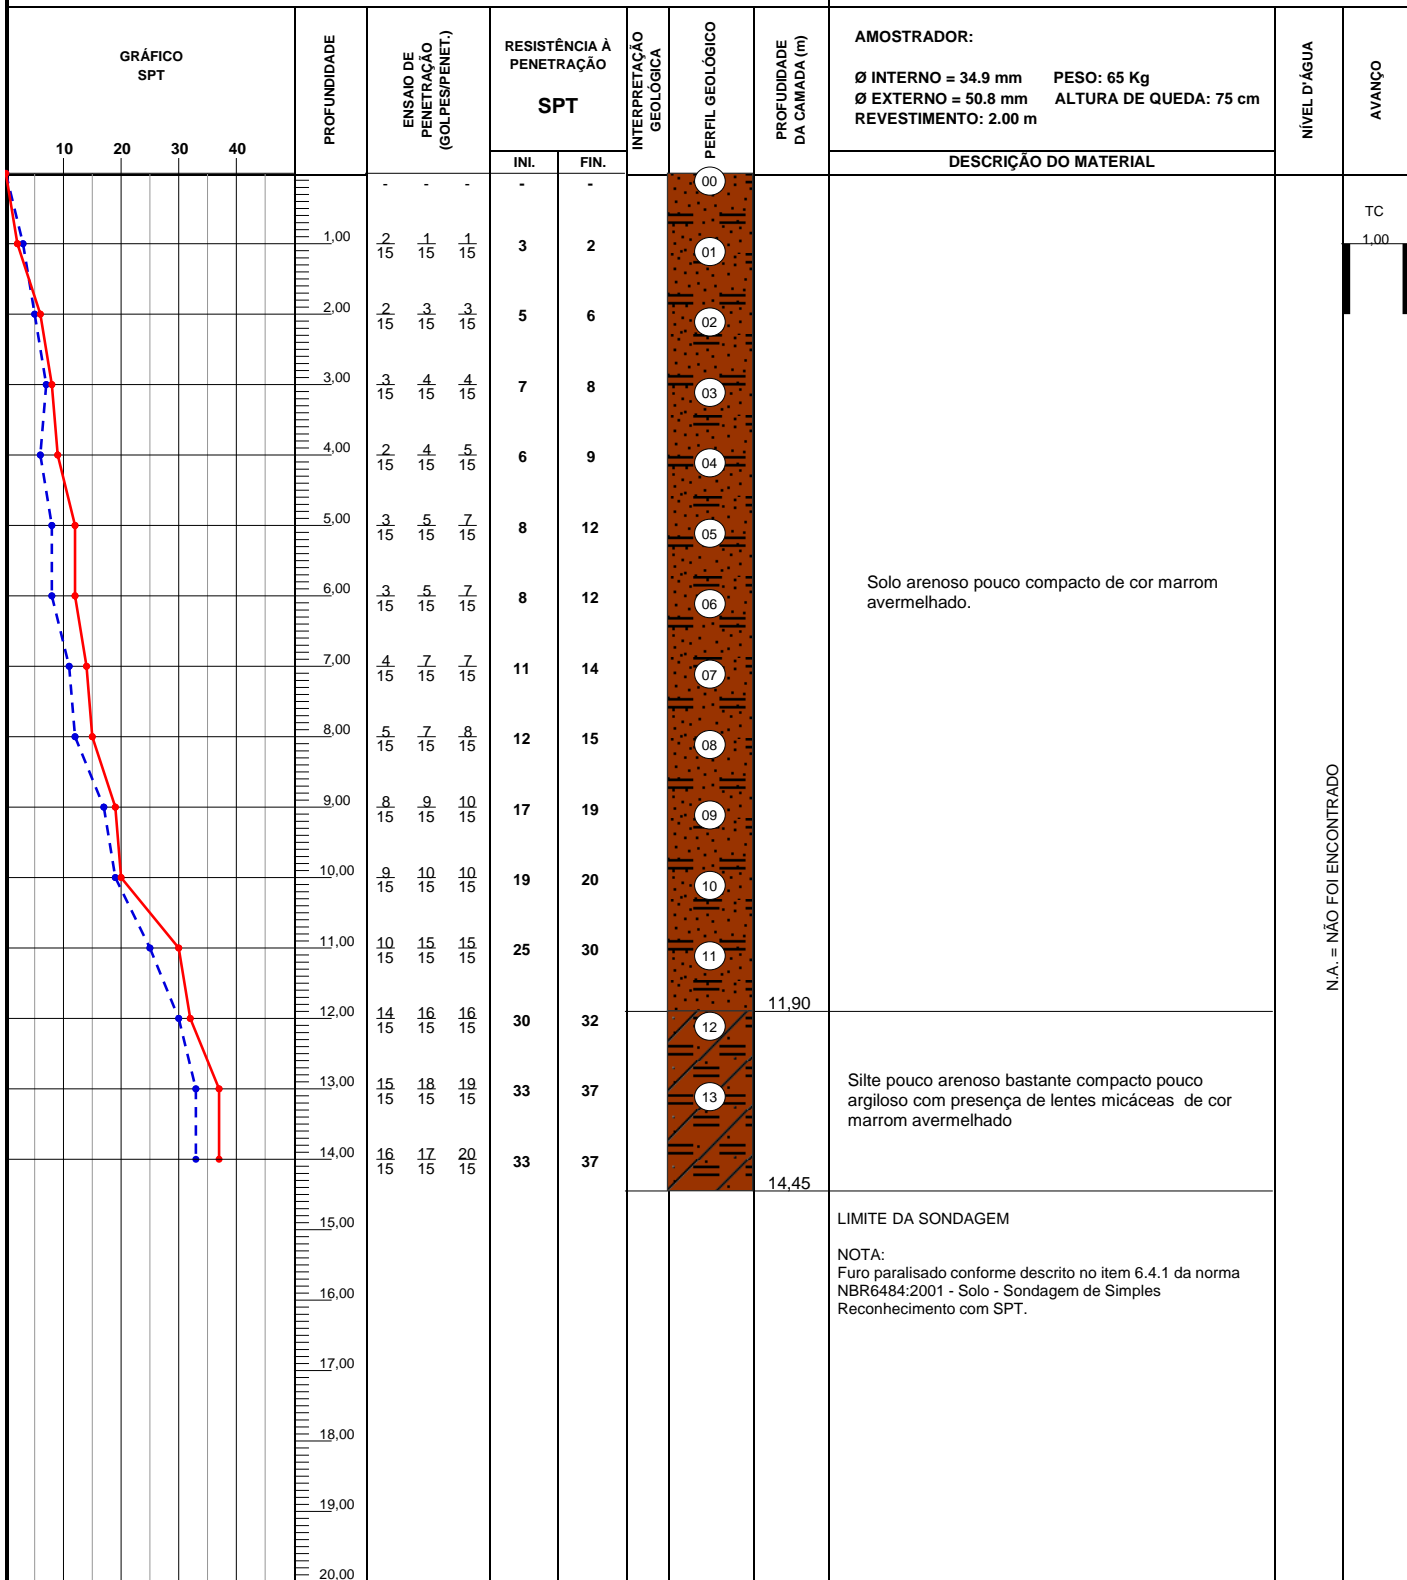 GRÁFICO
SPT
10 20 30 40
PROFUNDIDADE
ENSAIO DE
PENETRAÇÃO
(GOLPES/PENET.)
RESISTÊNCIA À
PENETRAÇÃO
SPT
INI. FIN.
INTERPRETAÇÃO
GEOLÓGICA
PERFIL GEOLÓGICO
PROFUDIDADE
DA CAMADA (m)
AMOSTRADOR:
Ø INTERNO = 34.9 mm PESO: 65 Kg
Ø EXTERNO = 50.8 mm ALTURA DE QUEDA: 75 cm
REVESTIMENTO: 2.00 m
DESCRIÇÃO DO MATERIAL
NÍVEL D'ÁGUA
AVANÇO
- - - - - 00
TC
1,00 2/15 1/15 1/15 3 2 01 1,00
2,00 2/15 3/15 3/15 5 6 02
3,00 3/15 4/15 4/15 7 8 03
4,00 2/15 4/15 5/15 6 9 04
5,00 3/15 5/15 7/15 8 12 05
6,00 3/15 5/15 7/15 8 12 06
Solo arenoso pouco compacto de cor marrom
avermelhado.
7,00 4/15 7/15 7/15 11 14 07
8,00 5/15 7/15 8/15 12 15 08
9,00 8/15 9/15 10/15 17 19 09
10,00 9/15 10/15 10/15 19 20 10
11,00 10/15 15/15 15/15 25 30 11
N.A. = NÃO FOI ENCONTRADO
11,90
12,00 14/15 16/15 16/15 30 32 12
13,00 15/15 18/15 19/15 33 37 13
Silte pouco arenoso bastante compacto pouco
argiloso com presença de lentes micáceas de cor
marrom avermelhado
14,00 16/15 17/15 20/15 33 37
14,45
15,00
LIMITE DA SONDAGEM
NOTA:
Furo paralisado conforme descrito no item 6.4.1 da norma
NBR6484:2001 - Solo - Sondagem de Simples
Reconhecimento com SPT.
16,00
17,00
18,00
19,00
20,00